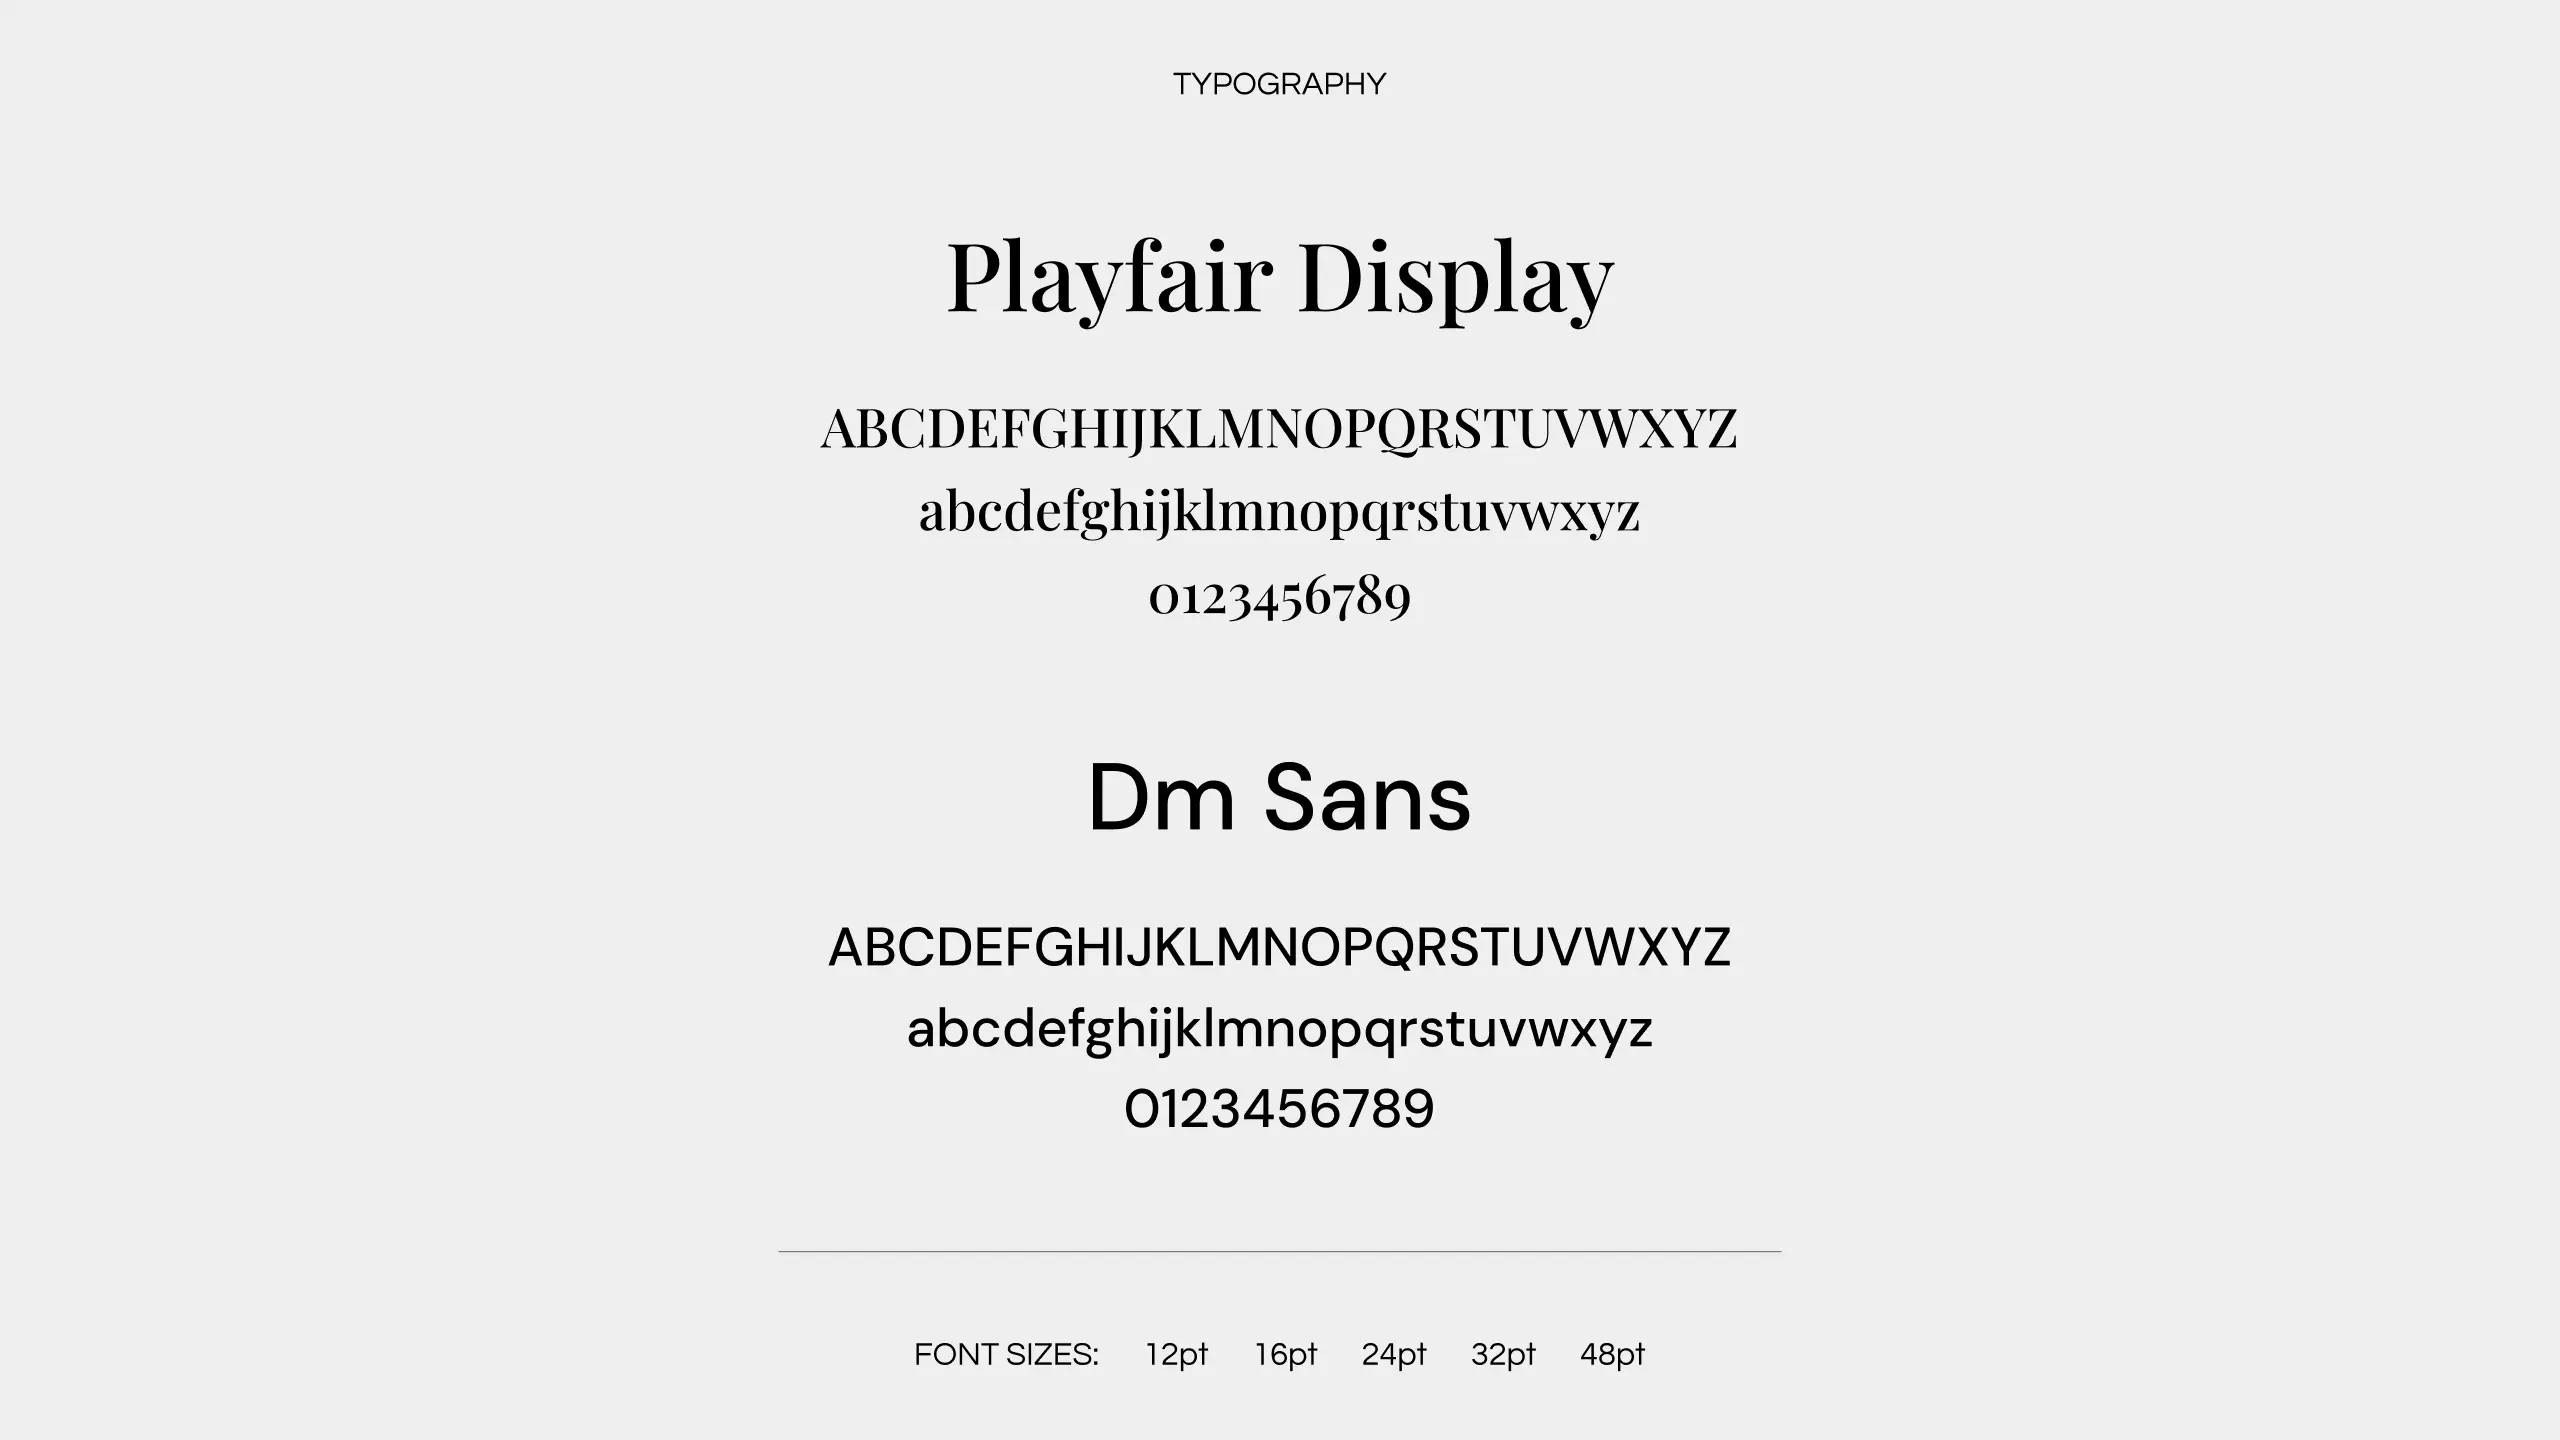 TYPOGRAPHY
Playfair Display
ABCDEFGHIJKLMNOPQRSTUVWXYZ
abcdefghijklmnopqrstuvwxyz
0123456789
Dm Sans
ABCDEFGHIJKLMNOPQRSTUVWXYZ
abcdefghijklmnopqrstuvwxyz
0123456789
FONT SIZES: 12pt 16pt 24pt 32pt 48pt